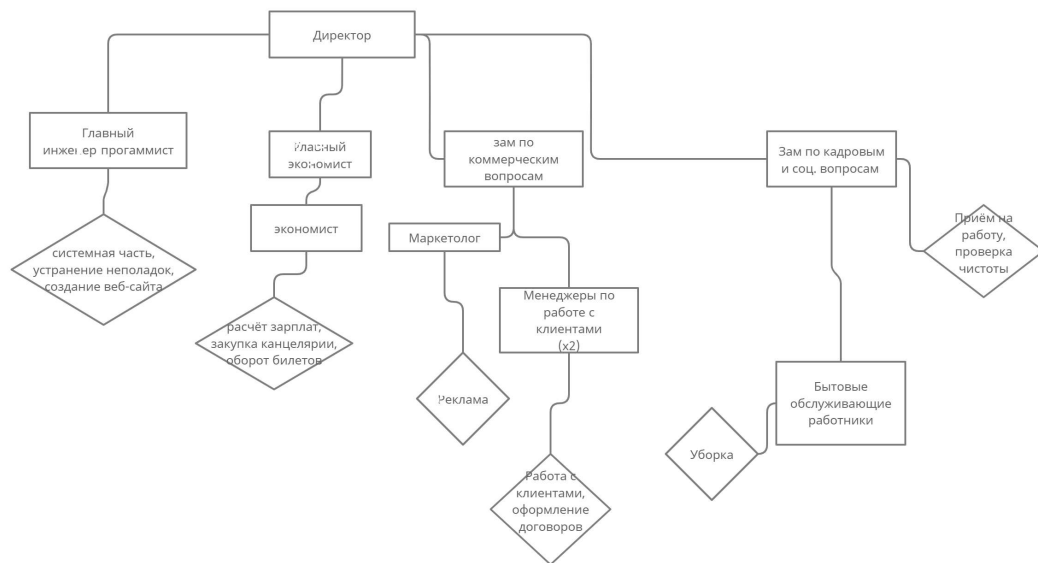 Директор
Главный
инженер прогаммист
Главный
экономист
зам по
коммерческим
вопросам
Зам по кадровым
и соц. вопросам
экономист
Маркетолог
Приём на
работу,
проверка
чистоты
системная часть,
устранение неполадок,
создание веб-сайта
Менеджеры по
работе с
клиентами
(x2)
расчёт зарплат,
закупка канцелярии,
оборот билетов
Реклама
Бытовые
обслуживающие
работники
Уборка
Работа с
клиентами,
оформление
договоров